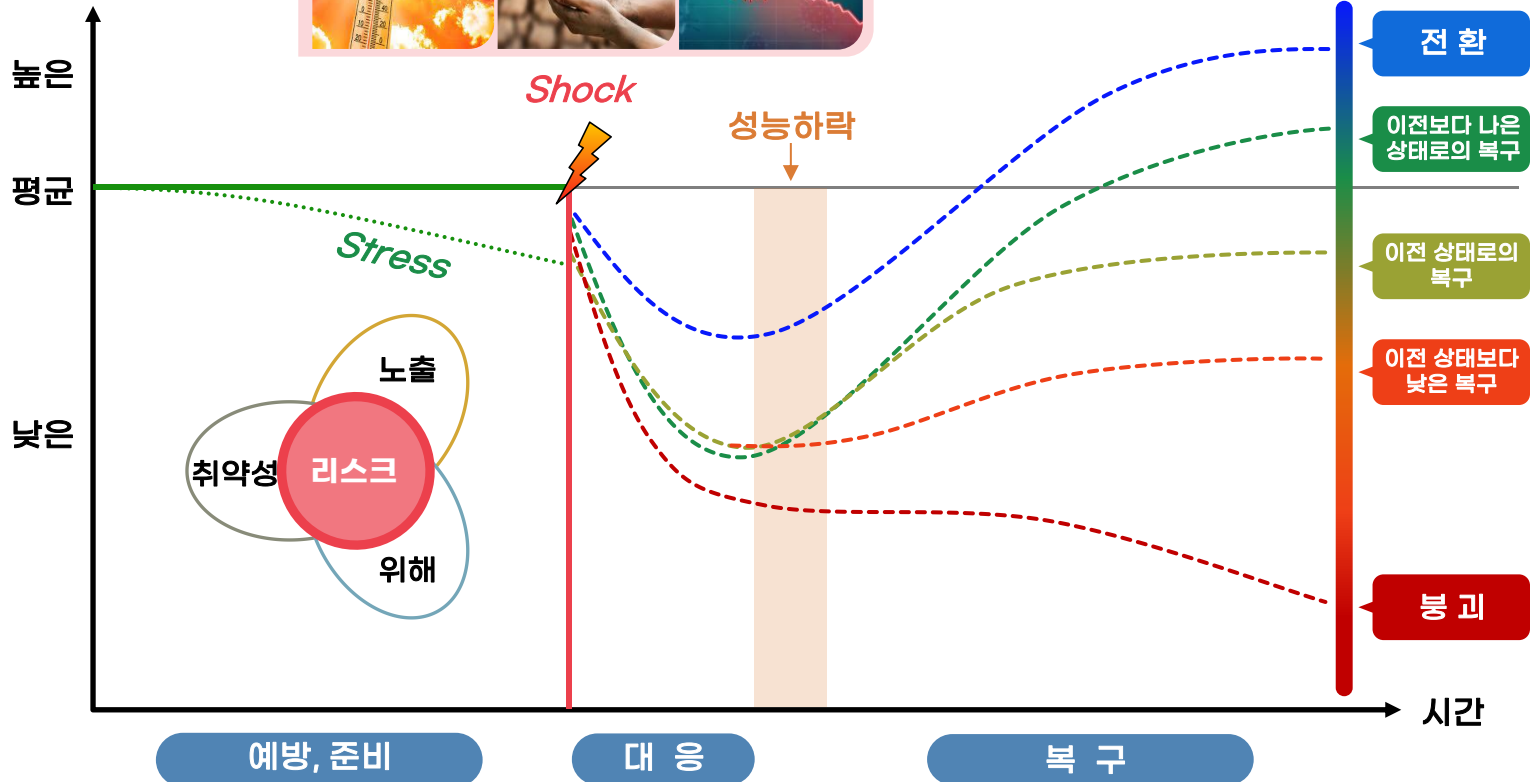 Shock
높은
성능하락
평균
Stress
낮은
노출
취약성
리스크
위해
전 환
이전보다 나은
상태로의 복구
이전 상태로의
복구
이전 상태보다
낮은 복구
붕 괴
시간
예방, 준비
대 응
복 구